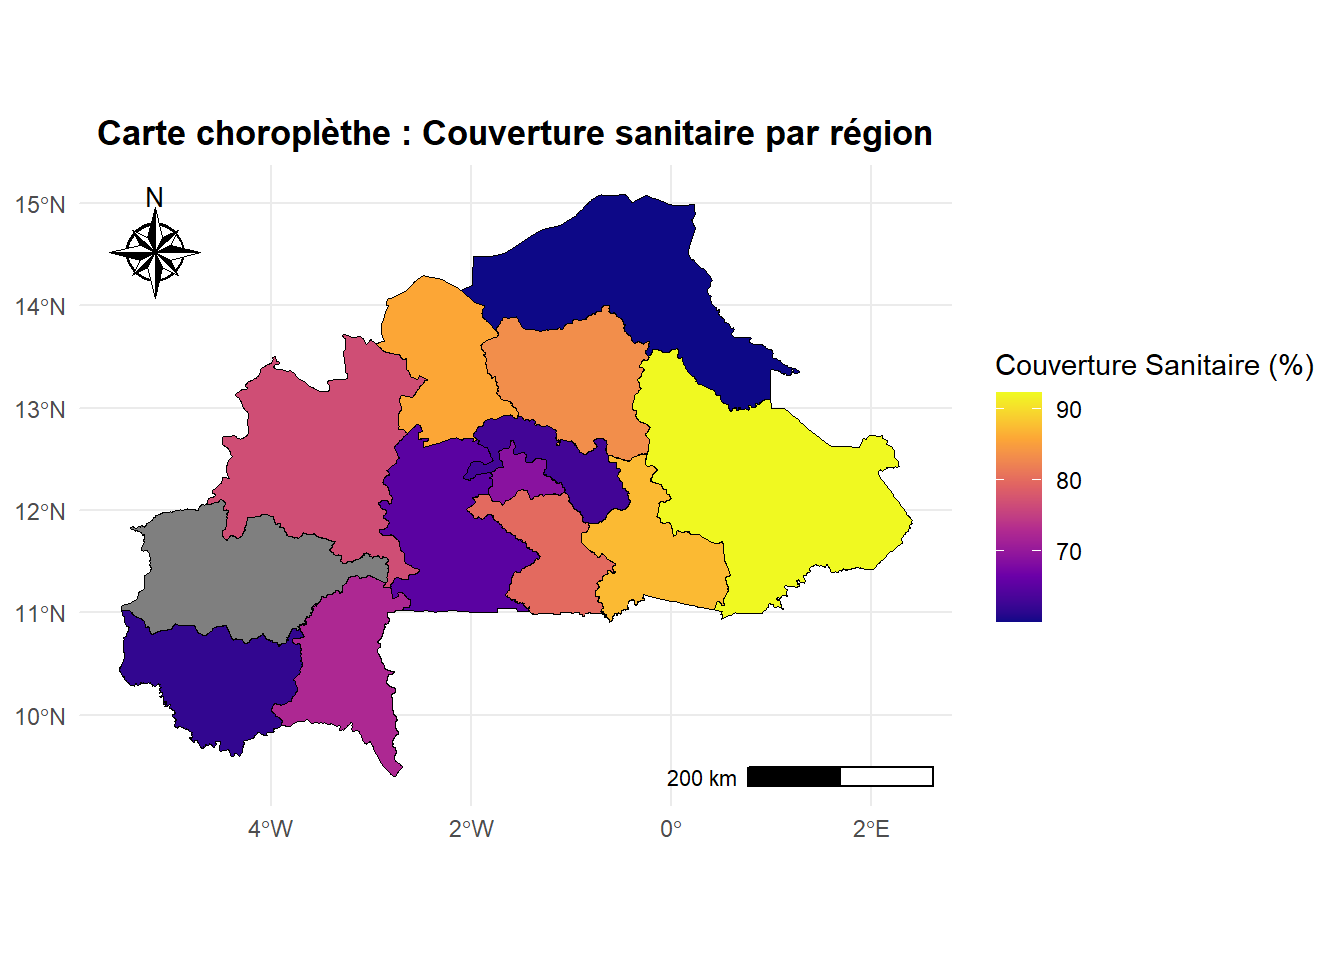 Carte choroplèthe : Couverture sanitaire par région
N
15°N
14°N
13°N
12°N
11°N
10°N
4°W
2°W
0°
2°E
200 km
Couverture Sanitaire (%)
90
80
70